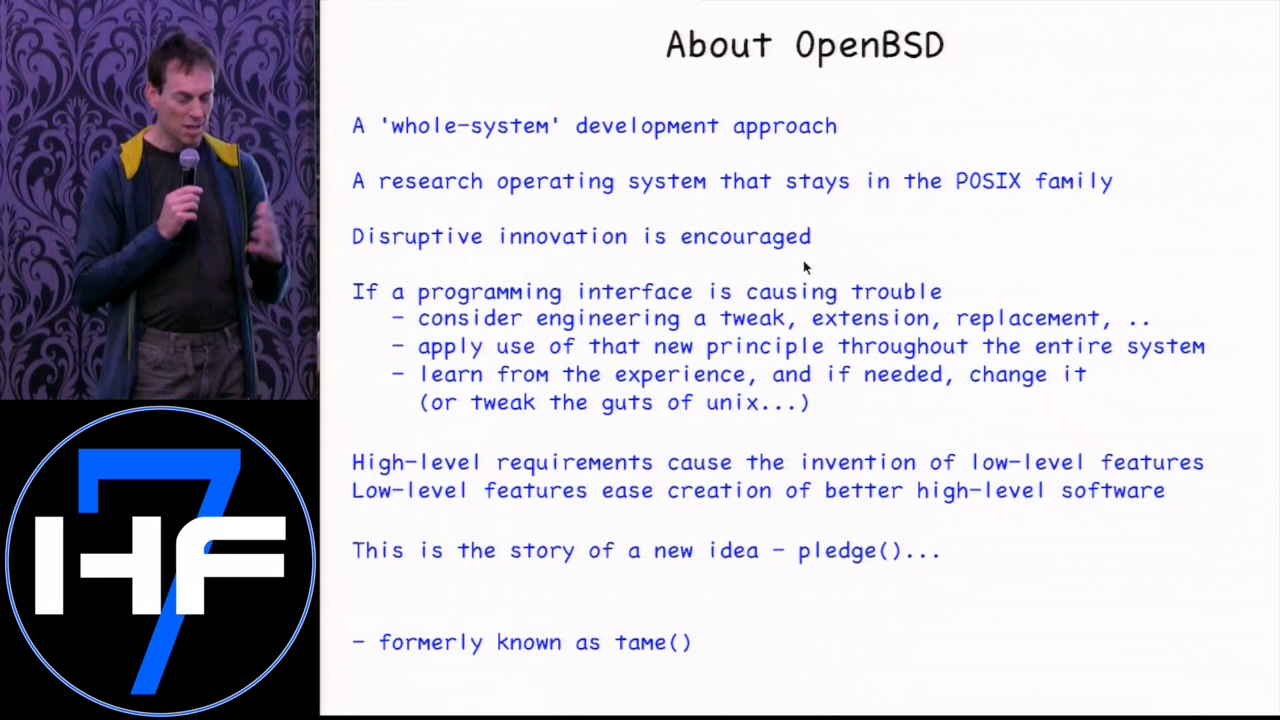 About OpenBSD
A 'whole-system' development approach
A research operating system that stays in the POSIX family
Disruptive innovation is encouraged
If a programming interface is causing trouble
- consider engineering a tweak, extension, replacement, ..
- apply use of that new principle throughout the entire system
- learn from the experience, and if needed, change it
(or tweak the guts of unix...)
High-level requirements cause the invention of low-level features
Low-level features ease creation of better high-level software
This is the story of a new idea - pledge()...
- formerly known as tame()
7
HF